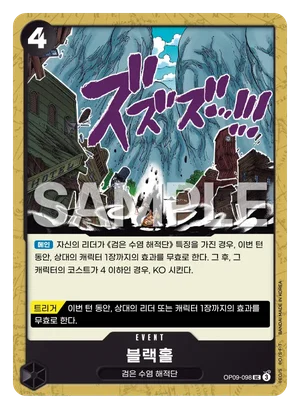 4
ズズズ…!!!
SAMPLE
메인 자신의 리더가 《검은 수염 해적단》 특징을 가진 경우, 이번 턴
동안, 상대의 캐릭터 1장까지의 효과를 무효로 한다. 그 후, 그
캐릭터의 코스트가 4 이하인 경우, KO 시킨다.
트리거 이번 턴 동안, 상대의 리더 또는 캐릭터 1장까지의 효과를
무효로 한다.
EVENT
블랙홀
검은 수염 해적단
OP09-098 UC 3